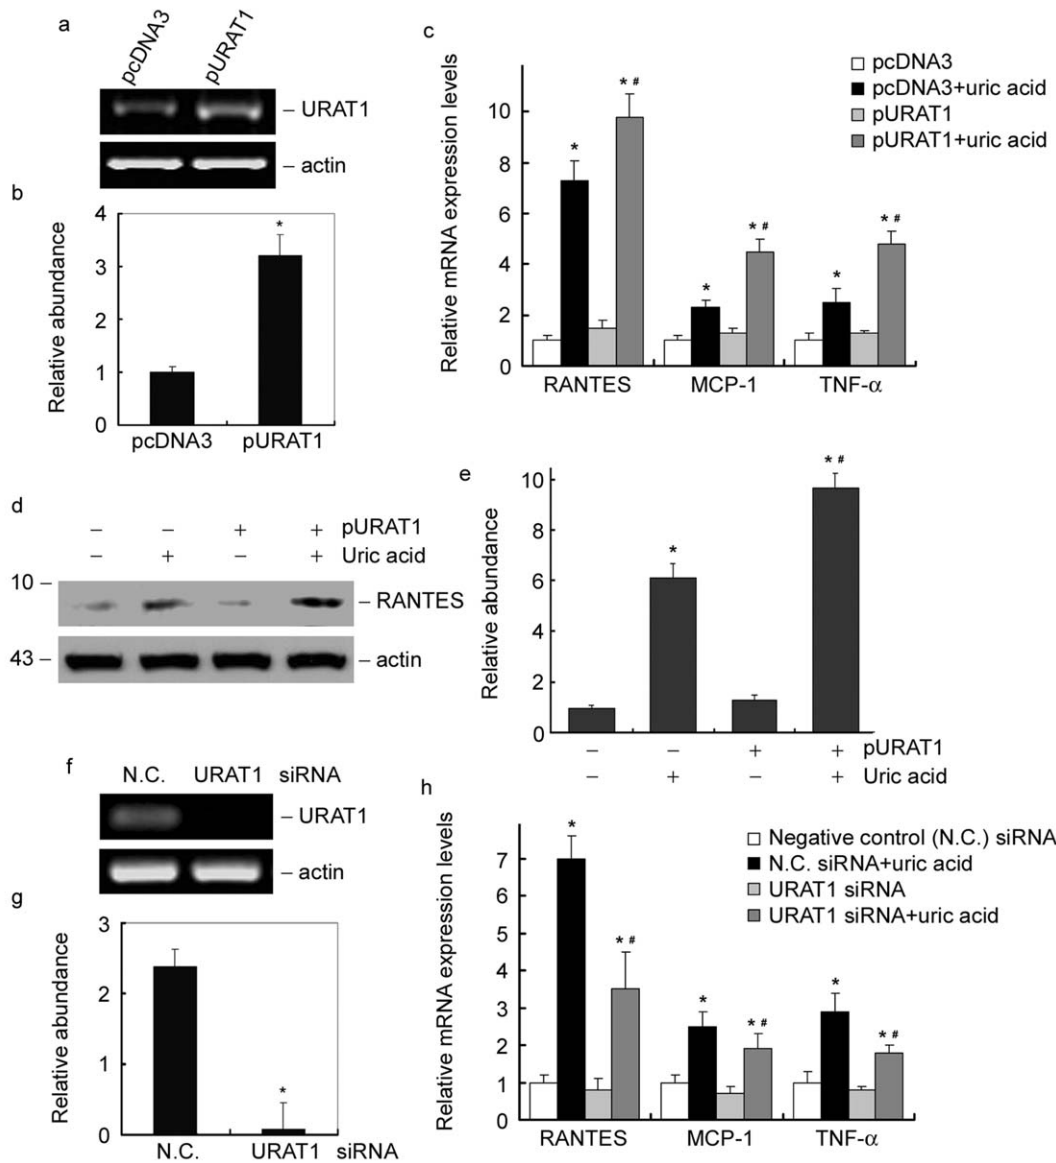 a
pcDNA3
pURAT1
– URAT1
– actin
b
Relative abundance
4
3
2
1
0
*
pcDNA3
pURAT1
c
Relative mRNA expression levels
10
8
6
4
2
0
pcDNA3
pcDNA3+uric acid
pURAT1
pURAT1+uric acid
* * #
* * #
* * #
RANTES MCP-1 TNF-α
d
– – + + pURAT1
– + – + Uric acid
10 –
– RANTES
43 –
– actin
e
Relative abundance
10
8
6
4
2
0
* * #
– – + + pURAT1
– + – + Uric acid
f
N.C. URAT1 siRNA
– URAT1
– actin
g
Relative abundance
3
2
1
0
*
N.C. URAT1 siRNA
h
Relative mRNA expression levels
7
6
5
4
3
2
1
0
Negative control (N.C.) siRNA
N.C. siRNA+uric acid
URAT1 siRNA
URAT1 siRNA+uric acid
* * #
* * #
* * #
RANTES MCP-1 TNF-α